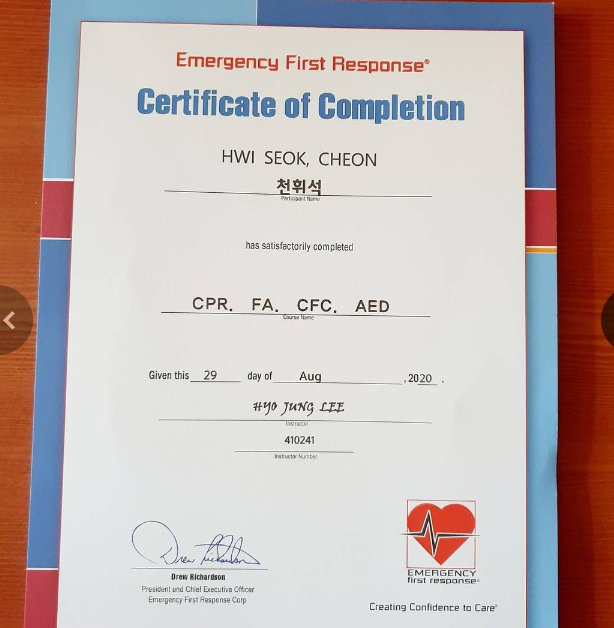 Emergency First Response®
Certificate of Completion
HWI SEOK, CHEON
천휘석
Participant Name
has satisfactorily completed
CPR. FA. CFC. AED
Course Name
Given this 29 day of Aug , 2020 .
HYO JUNG LEE
Instructor
410241
Instructor Number
Drew Richardson
Drew Richardson
President and Chief Executive Officer
Emergency First Response Corp
EMERGENCY
first response®
Creating Confidence to Care®